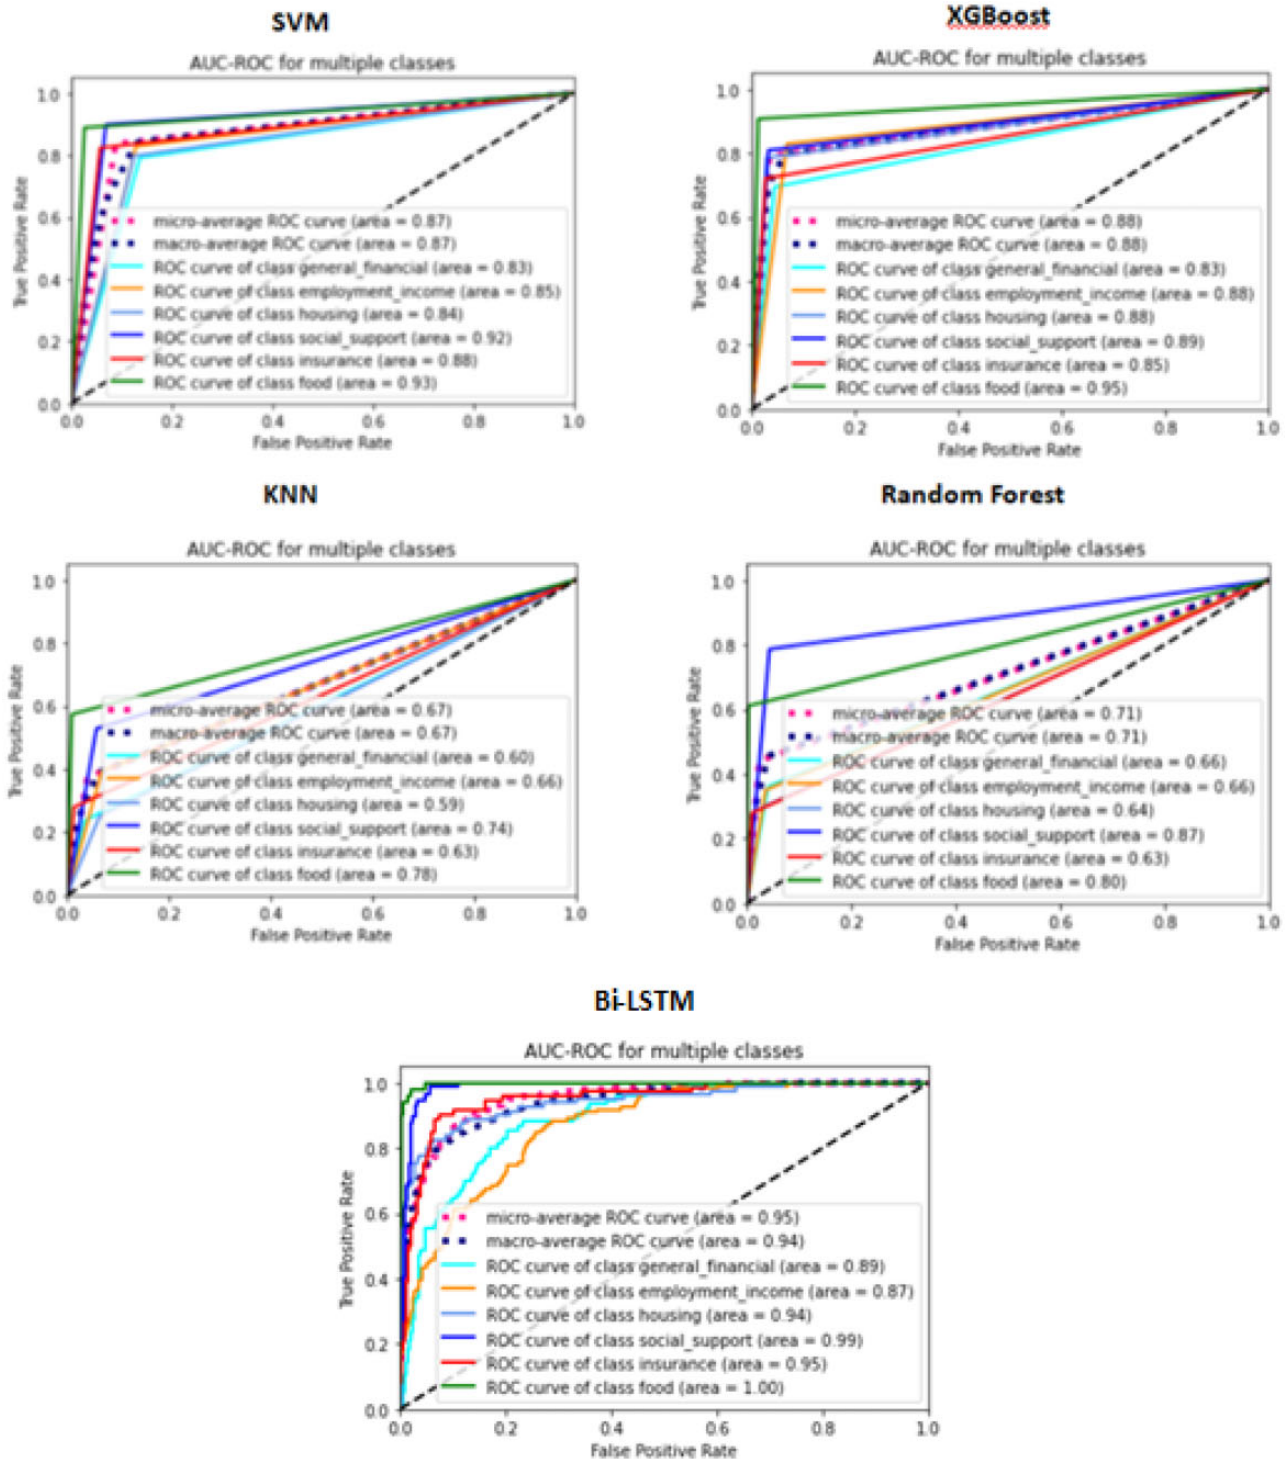 SVM
AUC-ROC for multiple classes
True Positive Rate
1.0
0.8
0.6
0.4
0.2
0.0
micro-average ROC curve (area = 0.87)
macro-average ROC curve (area = 0.87)
ROC curve of class general_financial (area = 0.83)
ROC curve of class employment_income (area = 0.85)
ROC curve of class housing (area = 0.84)
ROC curve of class social_support (area = 0.92)
ROC curve of class insurance (area = 0.88)
ROC curve of class food (area = 0.93)
0.0 0.2 0.4 0.6 0.8 1.0
False Positive Rate
XGBoost
AUC-ROC for multiple classes
True Positive Rate
1.0
0.8
0.6
0.4
0.2
0.0
micro-average ROC curve (area = 0.88)
macro-average ROC curve (area = 0.88)
ROC curve of class general_financial (area = 0.83)
ROC curve of class employment_income (area = 0.88)
ROC curve of class housing (area = 0.88)
ROC curve of class social_support (area = 0.89)
ROC curve of class insurance (area = 0.85)
ROC curve of class food (area = 0.95)
0.0 0.2 0.4 0.6 0.8 1.0
False Positive Rate
KNN
AUC-ROC for multiple classes
True Positive Rate
1.0
0.8
0.6
0.4
0.2
0.0
micro-average ROC curve (area = 0.67)
macro-average ROC curve (area = 0.67)
ROC curve of class general_financial (area = 0.60)
ROC curve of class employment_income (area = 0.66)
ROC curve of class housing (area = 0.59)
ROC curve of class social_support (area = 0.74)
ROC curve of class insurance (area = 0.63)
ROC curve of class food (area = 0.78)
0.0 0.2 0.4 0.6 0.8 1.0
False Positive Rate
Random Forest
AUC-ROC for multiple classes
True Positive Rate
1.0
0.8
0.6
0.4
0.2
0.0
micro-average ROC curve (area = 0.71)
macro-average ROC curve (area = 0.71)
ROC curve of class general_financial (area = 0.66)
ROC curve of class employment_income (area = 0.66)
ROC curve of class housing (area = 0.64)
ROC curve of class social_support (area = 0.87)
ROC curve of class insurance (area = 0.63)
ROC curve of class food (area = 0.80)
0.0 0.2 0.4 0.6 0.8 1.0
False Positive Rate
Bi-LSTM
AUC-ROC for multiple classes
True Positive Rate
1.0
0.8
0.6
0.4
0.2
0.0
micro-average ROC curve (area = 0.95)
macro-average ROC curve (area = 0.94)
ROC curve of class general_financial (area = 0.89)
ROC curve of class employment_income (area = 0.87)
ROC curve of class housing (area = 0.94)
ROC curve of class social_support (area = 0.99)
ROC curve of class insurance (area = 0.95)
ROC curve of class food (area = 1.00)
0.0 0.2 0.4 0.6 0.8 1.0
False Positive Rate